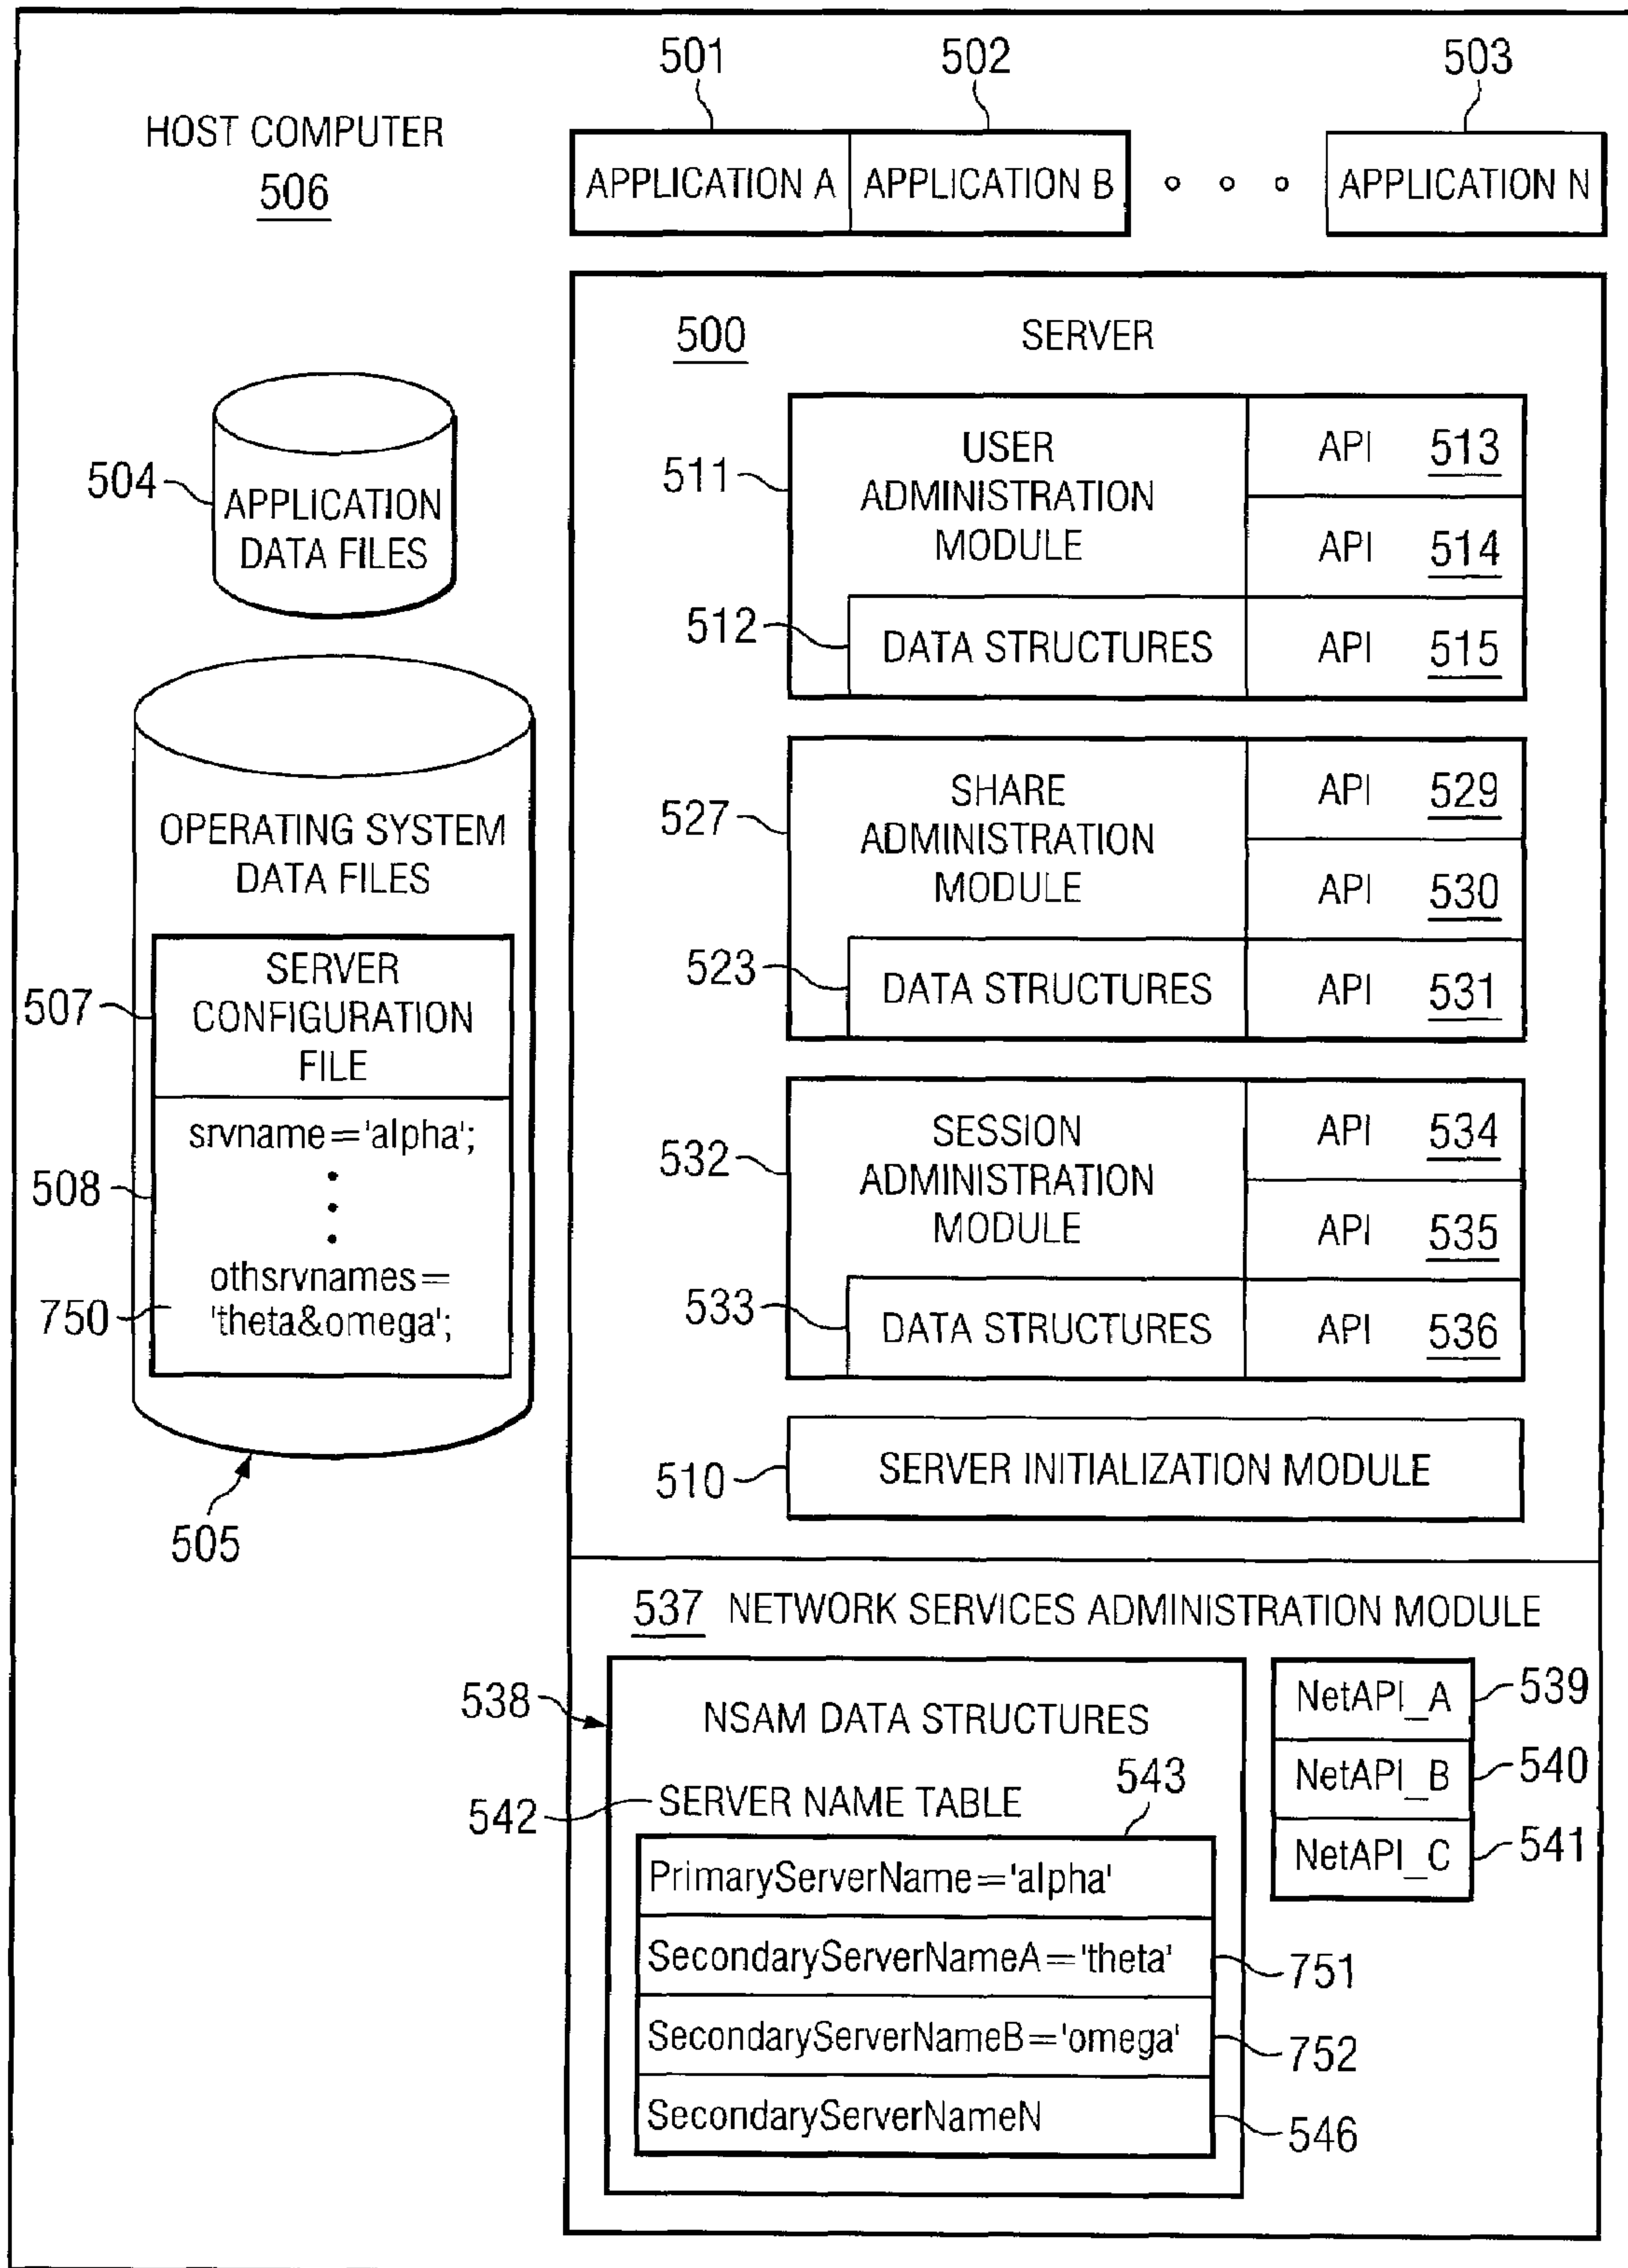 501
502
503
HOST COMPUTER
506
APPLICATION A
APPLICATION B
APPLICATION N
500
SERVER
504
APPLICATION
DATA FILES
511
USER
ADMINISTRATION
MODULE
API 513
API 514
512
DATA STRUCTURES
API 515
527
SHARE
ADMINISTRATION
MODULE
API 529
API 530
523
DATA STRUCTURES
API 531
OPERATING SYSTEM
DATA FILES
507
SERVER
CONFIGURATION
FILE
508
srvname='alpha';
othsrvnames=
750
'theta&omega';
505
532
SESSION
ADMINISTRATION
MODULE
API 534
API 535
533
DATA STRUCTURES
API 536
510
SERVER INITIALIZATION MODULE
537 NETWORK SERVICES ADMINISTRATION MODULE
538
NSAM DATA STRUCTURES
542
SERVER NAME TABLE
543
PrimaryServerName='alpha'
SecondaryServerNameA='theta'
751
SecondaryServerNameB='omega'
752
SecondaryServerNameN
546
NetAPI_A
539
NetAPI_B
540
NetAPI_C
541